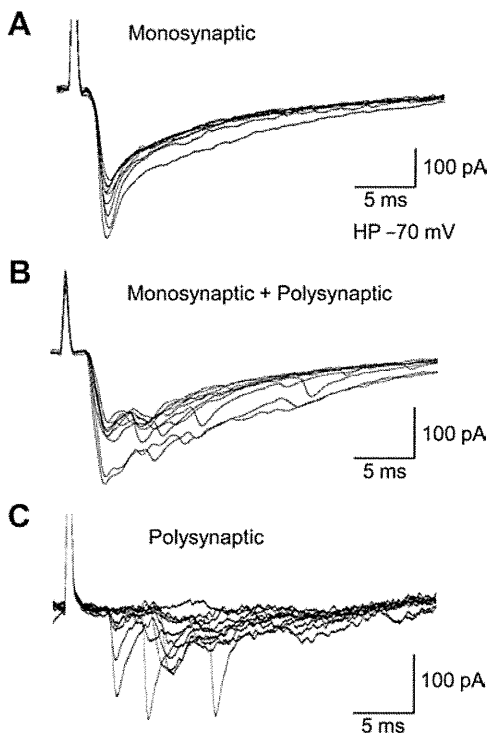 A
Monosynaptic
100 pA
5 ms
HP –70 mV
B
Monosynaptic + Polysynaptic
100 pA
5 ms
C
Polysynaptic
100 pA
5 ms